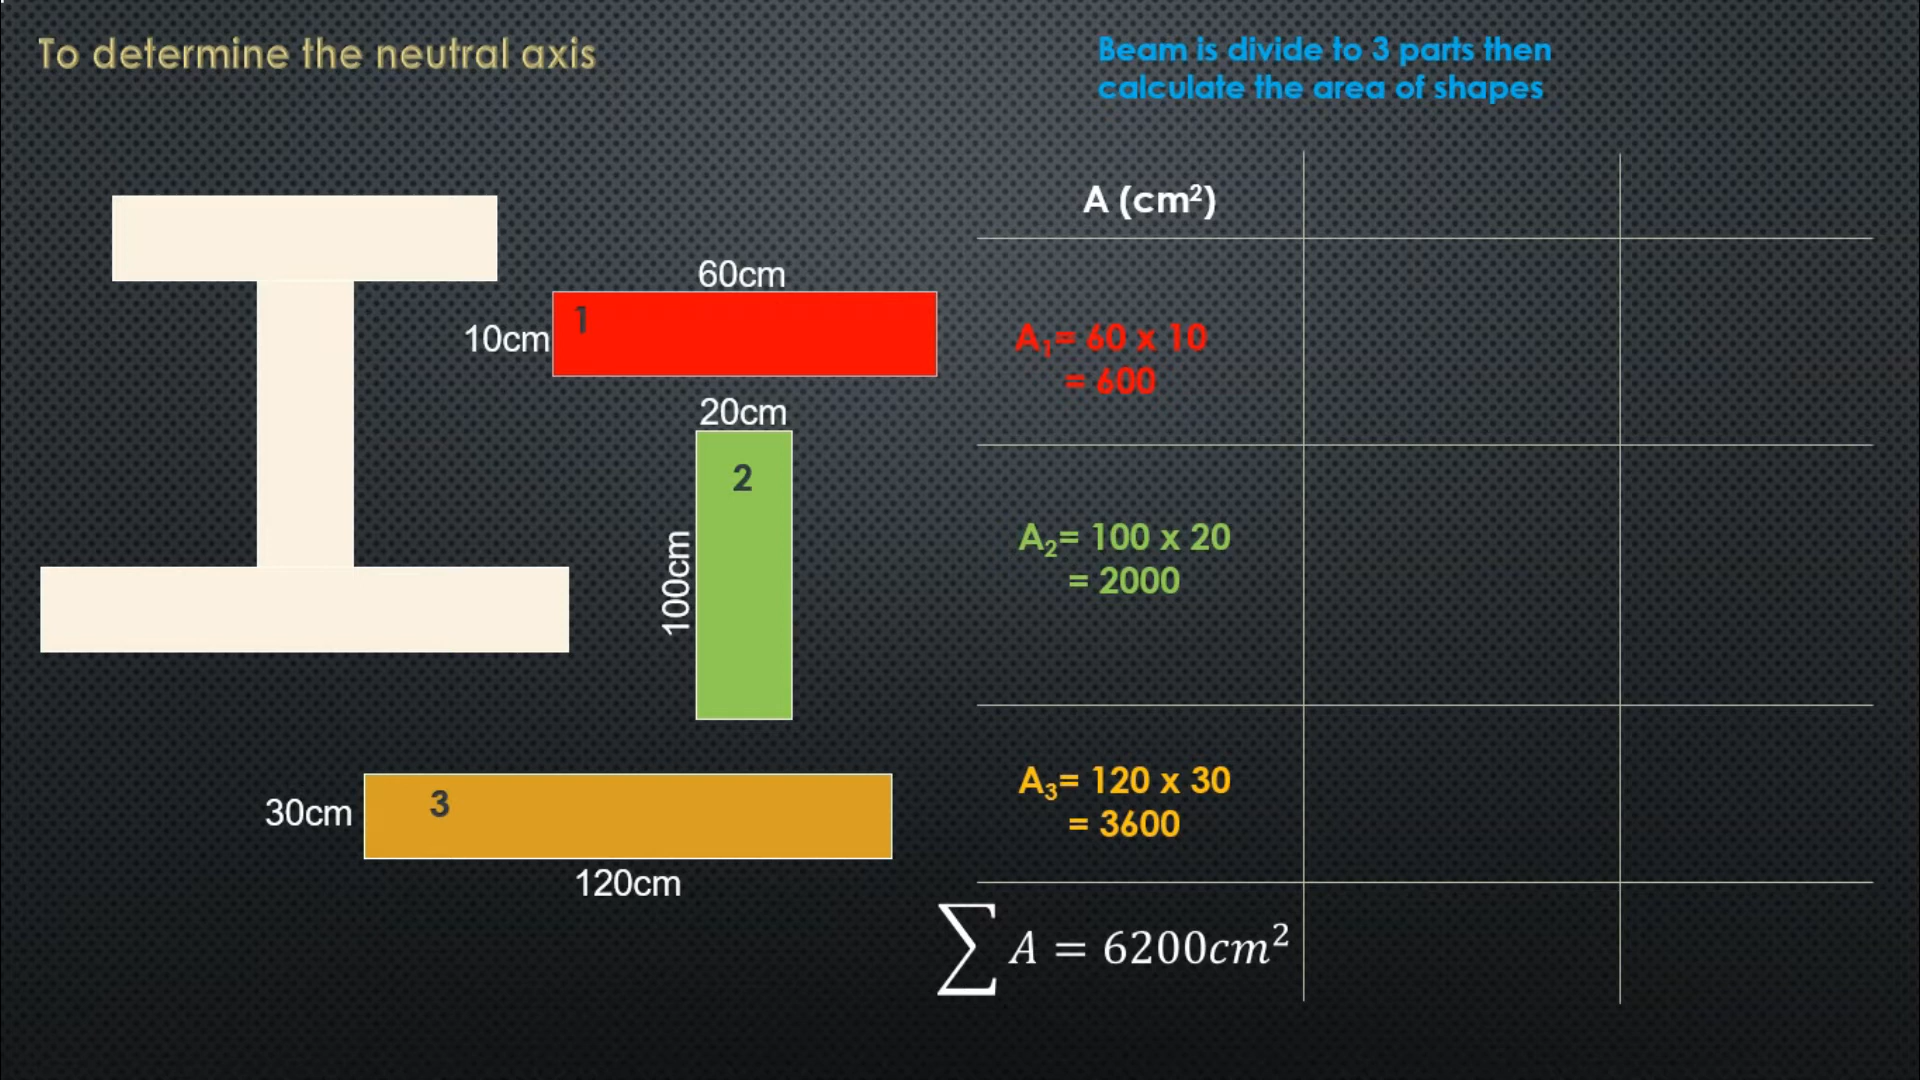 To determine the neutral axis
Beam is divide to 3 parts then
calculate the area of shapes
A (cm²)
60cm
1
10cm
A₁= 60 x 10
= 600
20cm
2
100cm
A₂= 100 x 20
= 2000
3
30cm
120cm
A₃= 120 x 30
= 3600
∑A = 6200cm²